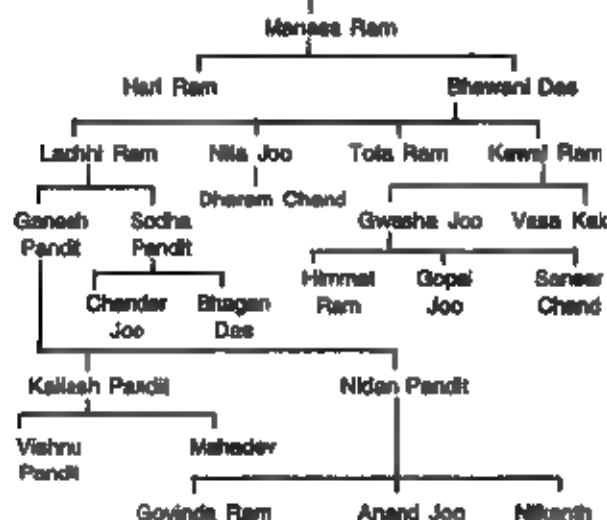 Manasa Ram
Hari Ram Bhawani Das
Lachhi Ram Nila Joo Tota Ram Kawal Ram
Dharam Chand
Ganesh Sodha Gwasha Joo Vasa Kak
Pandit Pandit
Himmat Gopal Sansar
Ram Joo Chand
Chander Bhagan
Joo Das
Kailash Pandit Nidan Pandit
Vishnu Mahadev
Pandit
Govinda Ram Anand Joo Nilkanth